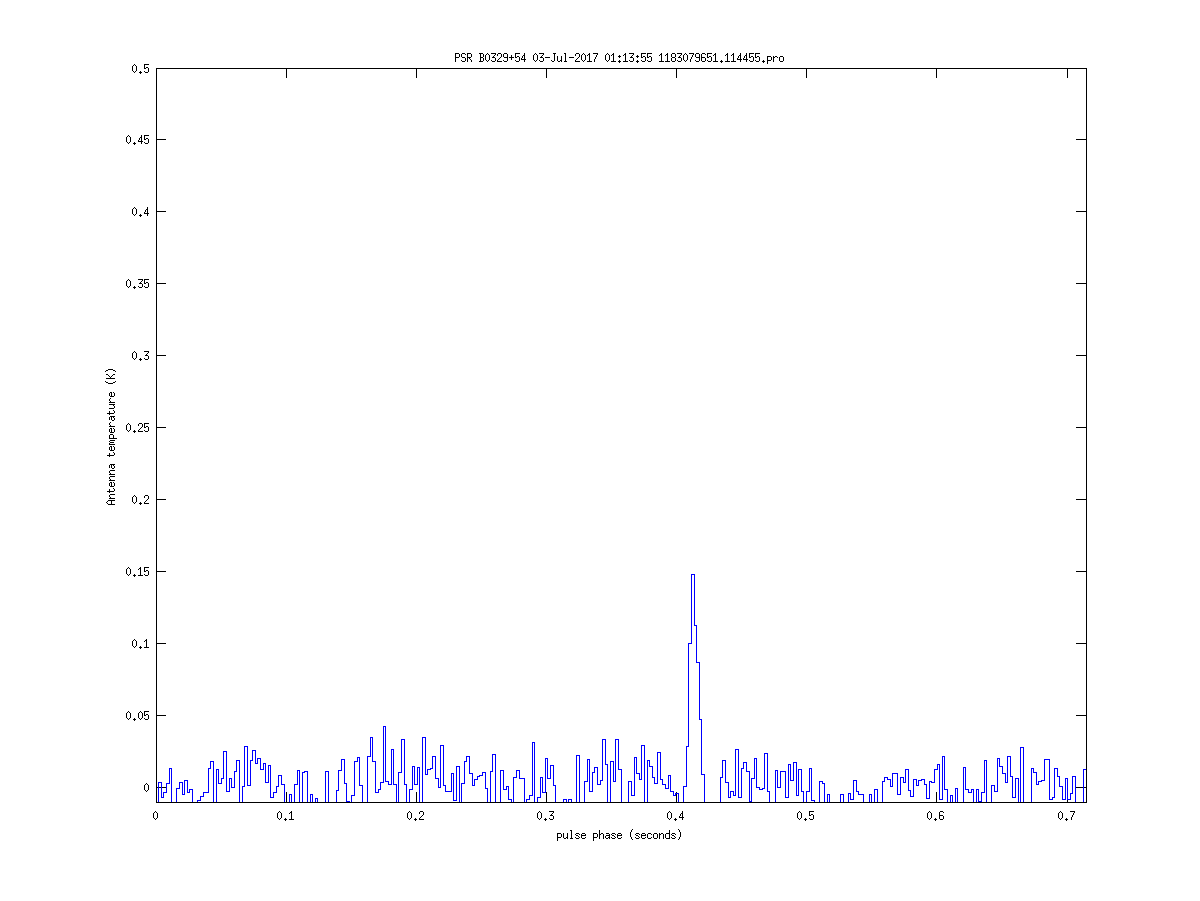 PSR B0329+54 03-Jul-2017 01:13:55 1183079651.114455.pro
0.5
0.45
0.4
0.35
0.3
0.25
0.2
0.15
0.1
0.05
0
Antenna temperature (K)
0 0.1 0.2 0.3 0.4 0.5 0.6 0.7
pulse phase (seconds)